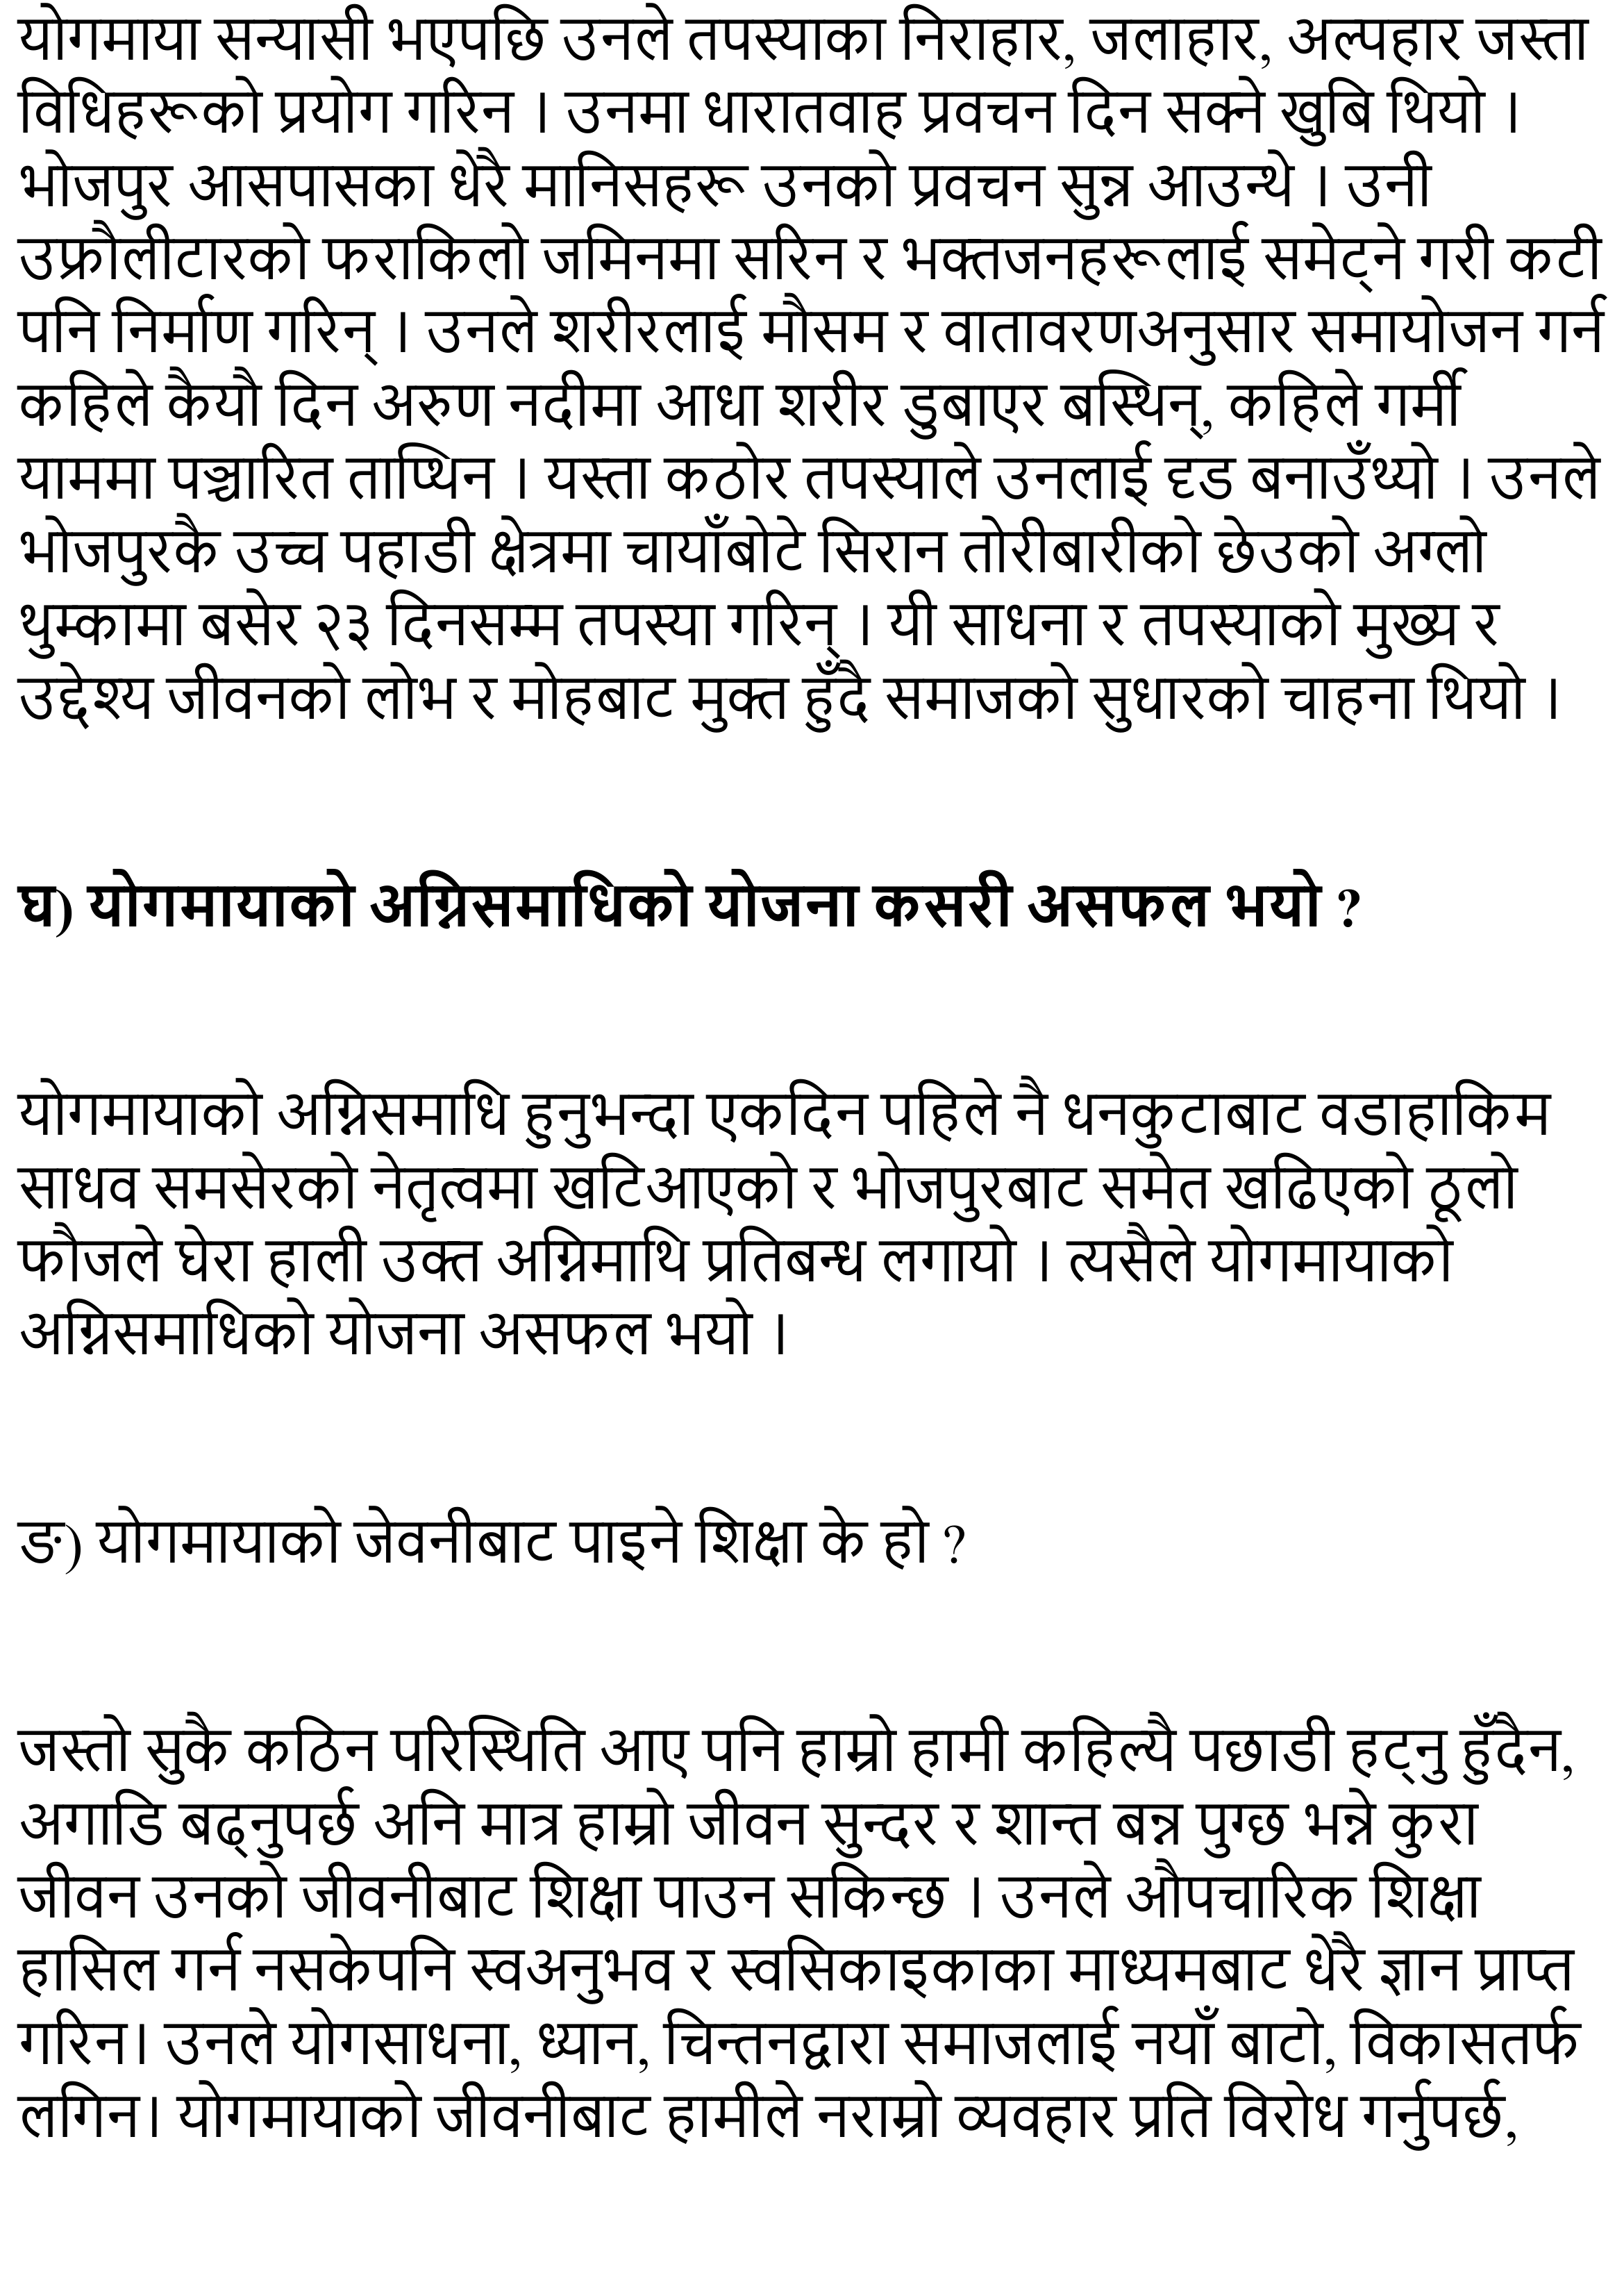 योगमाया सन्यासी भएपछि उनले तपस्याका निराहार, जलाहार, अल्पहार जस्ता
विधिहरूको प्रयोग गरिन । उनमा धारातवाह प्रवचन दिन सक्ने खुबि थियो ।
भोजपुर आसपासका धेरै मानिसहरू उनको प्रवचन सुन्न आउन्थे । उनी
उफ्रौलीटारको फराकिलो जमिनमा सरिन र भक्तजनहरूलाई समेट्ने गरी कटी
पनि निर्माण गरिन् । उनले शरीरलाई मौसम र वातावरणअनुसार समायोजन गर्न
कहिले कैयौ दिन अरुण नदीमा आधा शरीर डुबाएर बस्थिन्, कहिले गर्मी
याममा पञ्चारित ताप्थिन । यस्ता कठोर तपस्याले उनलाई दृड बनाउँथ्यो । उनले
भोजपुरकै उच्च पहाडी क्षेत्रमा चायाँबोटे सिरान तोरीबारीको छेउको अग्लो
थुम्कामा बसेर २३ दिनसम्म तपस्या गरिन् । यी साधना र तपस्याको मुख्य र
उद्देश्य जीवनको लोभ र मोहबाट मुक्त हुँदै समाजको सुधारको चाहना थियो ।
घ) योगमायाको अग्निसमाधिको योजना कसरी असफल भयो ?
योगमायाको अग्निसमाधि हुनुभन्दा एकदिन पहिले नै धनकुटाबाट वडाहाकिम
साधव समसेरको नेतृत्वमा खटिआएको र भोजपुरबाट समेत खढिएको ठूलो
फौजले घेरा हाली उक्त अग्निमाथि प्रतिबन्ध लगायो । त्यसैले योगमायाको
अग्निसमाधिको योजना असफल भयो ।
ङ) योगमायाको जेवनीबाट पाइने शिक्षा के हो ?
जस्तो सुकै कठिन परिस्थिति आए पनि हाम्रो हामी कहिल्यै पछाडी हट्नु हुँदैन,
अगाडि बढ्नुपर्छ अनि मात्र हाम्रो जीवन सुन्दर र शान्त बन्न पुग्छ भन्ने कुरा
जीवन उनको जीवनीबाट शिक्षा पाउन सकिन्छ । उनले औपचारिक शिक्षा
हासिल गर्न नसकेपनि स्वअनुभव र स्वसिकाइकाका माध्यमबाट धेरै ज्ञान प्राप्त
गरिन। उनले योगसाधना, ध्यान, चिन्तनद्वारा समाजलाई नयाँ बाटो, विकासतर्फ
लगिन। योगमायाको जीवनीबाट हामीले नराम्रो व्यवहार प्रति विरोध गर्नुपर्छ,